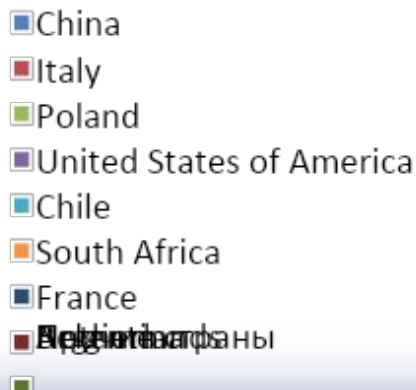 China
Italy
Poland
United States of America
Chile
South Africa
France